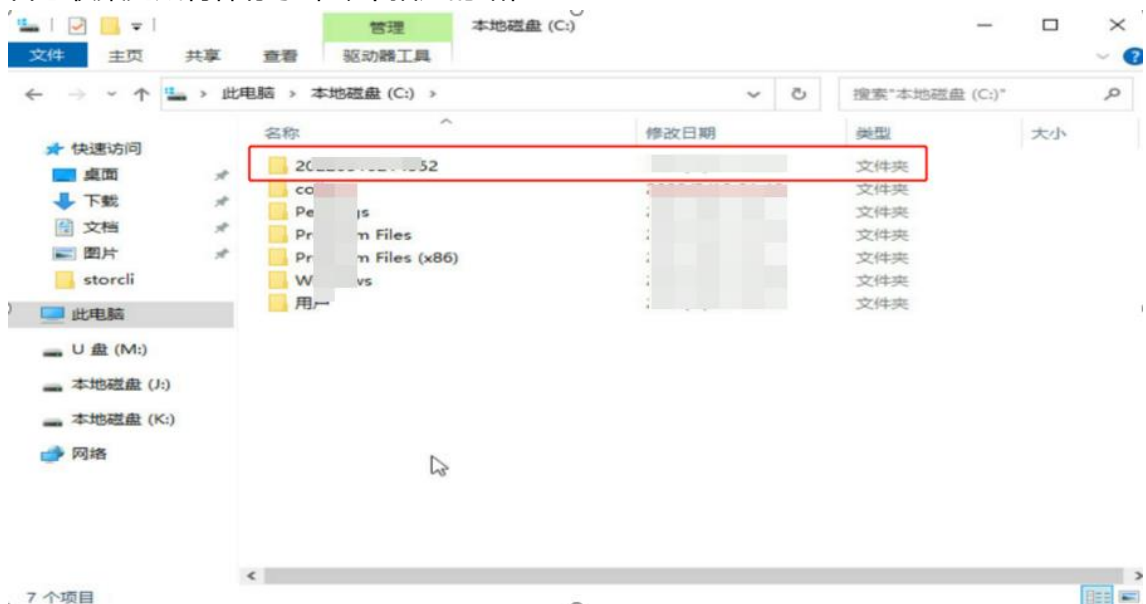 管理 本地磁盘 (C:)
文件 主页 共享 查看 驱动器工具
此电脑 › 本地磁盘 (C:) ›
搜索"本地磁盘 (C:)"
名称 修改日期 类型 大小
快速访问
桌面
下载
文档
图片
storcli
此电脑
U 盘 (M:)
本地磁盘 (J:)
本地磁盘 (K:)
网络
文件夹
文件夹
文件夹
Files 文件夹
Files (x86) 文件夹
文件夹
文件夹
7 个项目